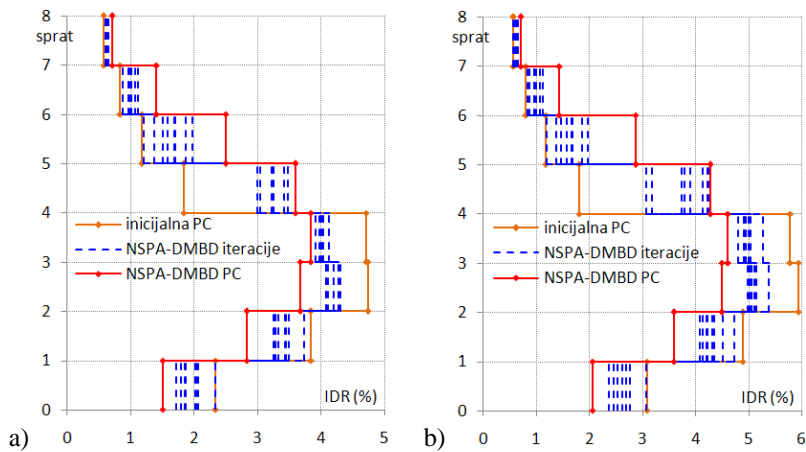 8
sprat
7
6
5
4
3
2
1
0
inicijalna PC
NSPA-DMBD iteracije
NSPA-DMBD PC
IDR (%)
0 1 2 3 4 5
a)
8
sprat
7
6
5
4
3
2
1
0
inicijalna PC
NSPA-DMBD iteracije
NSPA-DMBD PC
IDR (%)
0 1 2 3 4 5 6
b)